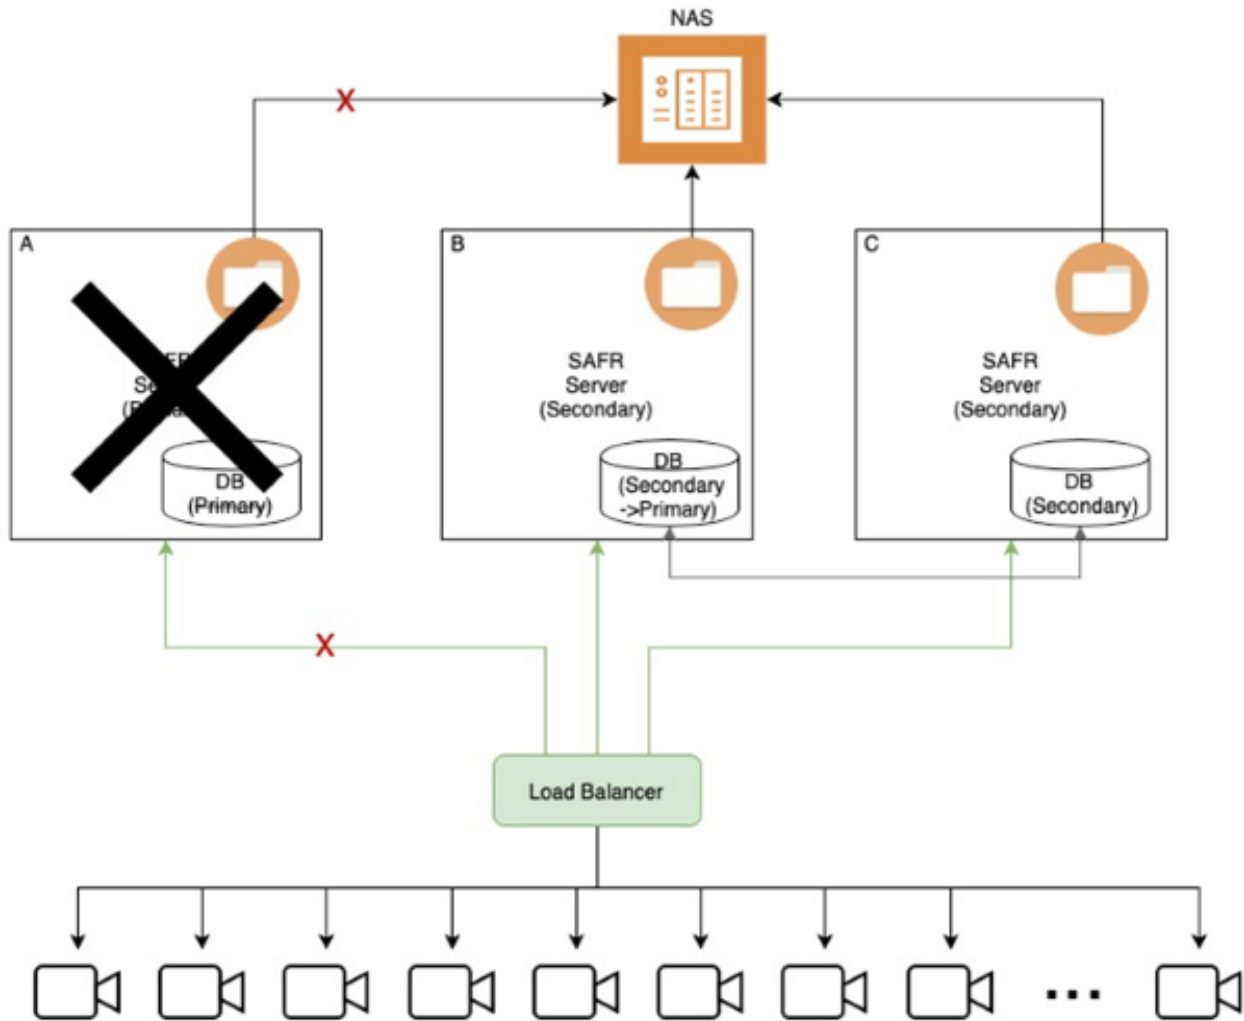 NAS
X
A
B
C
SAFR
Server
(Secondary)
SAFR
Server
(Secondary)
DB
(Primary)
DB
(Secondary
->Primary)
DB
(Secondary)
X
Load Balancer
...